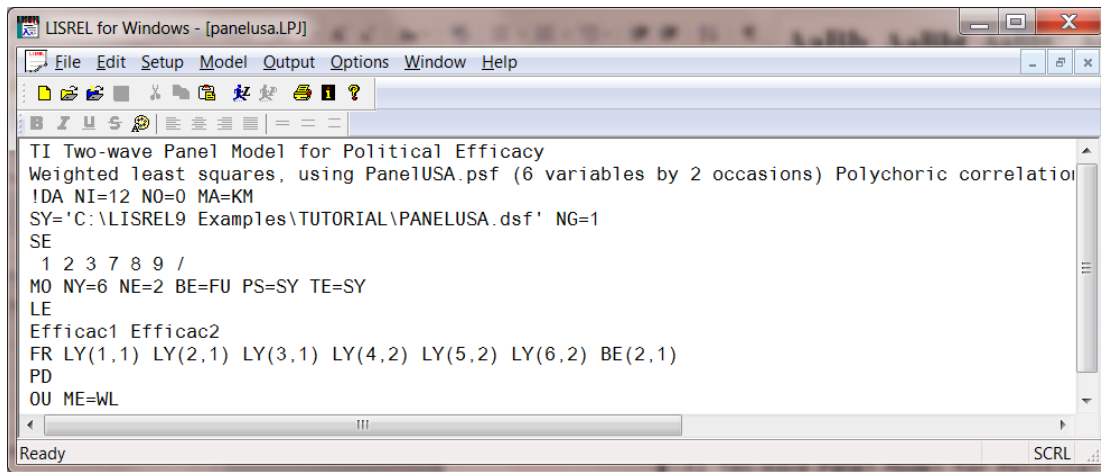 LISREL for Windows - [panelusa.LPJ]
File Edit Setup Model Output Options Window Help
B I U S
TI Two-wave Panel Model for Political Efficacy
Weighted least squares, using PanelUSA.psf (6 variables by 2 occasions) Polychoric correlation
!DA NI=12 NO=0 MA=KM
SY='C:\LISREL9 Examples\TUTORIAL\PANELUSA.dsf' NG=1
SE
1 2 3 7 8 9 /
MO NY=6 NE=2 BE=FU PS=SY TE=SY
LE
Efficac1 Efficac2
FR LY(1,1) LY(2,1) LY(3,1) LY(4,2) LY(5,2) LY(6,2) BE(2,1)
PD
OU ME=WL
Ready SCRL